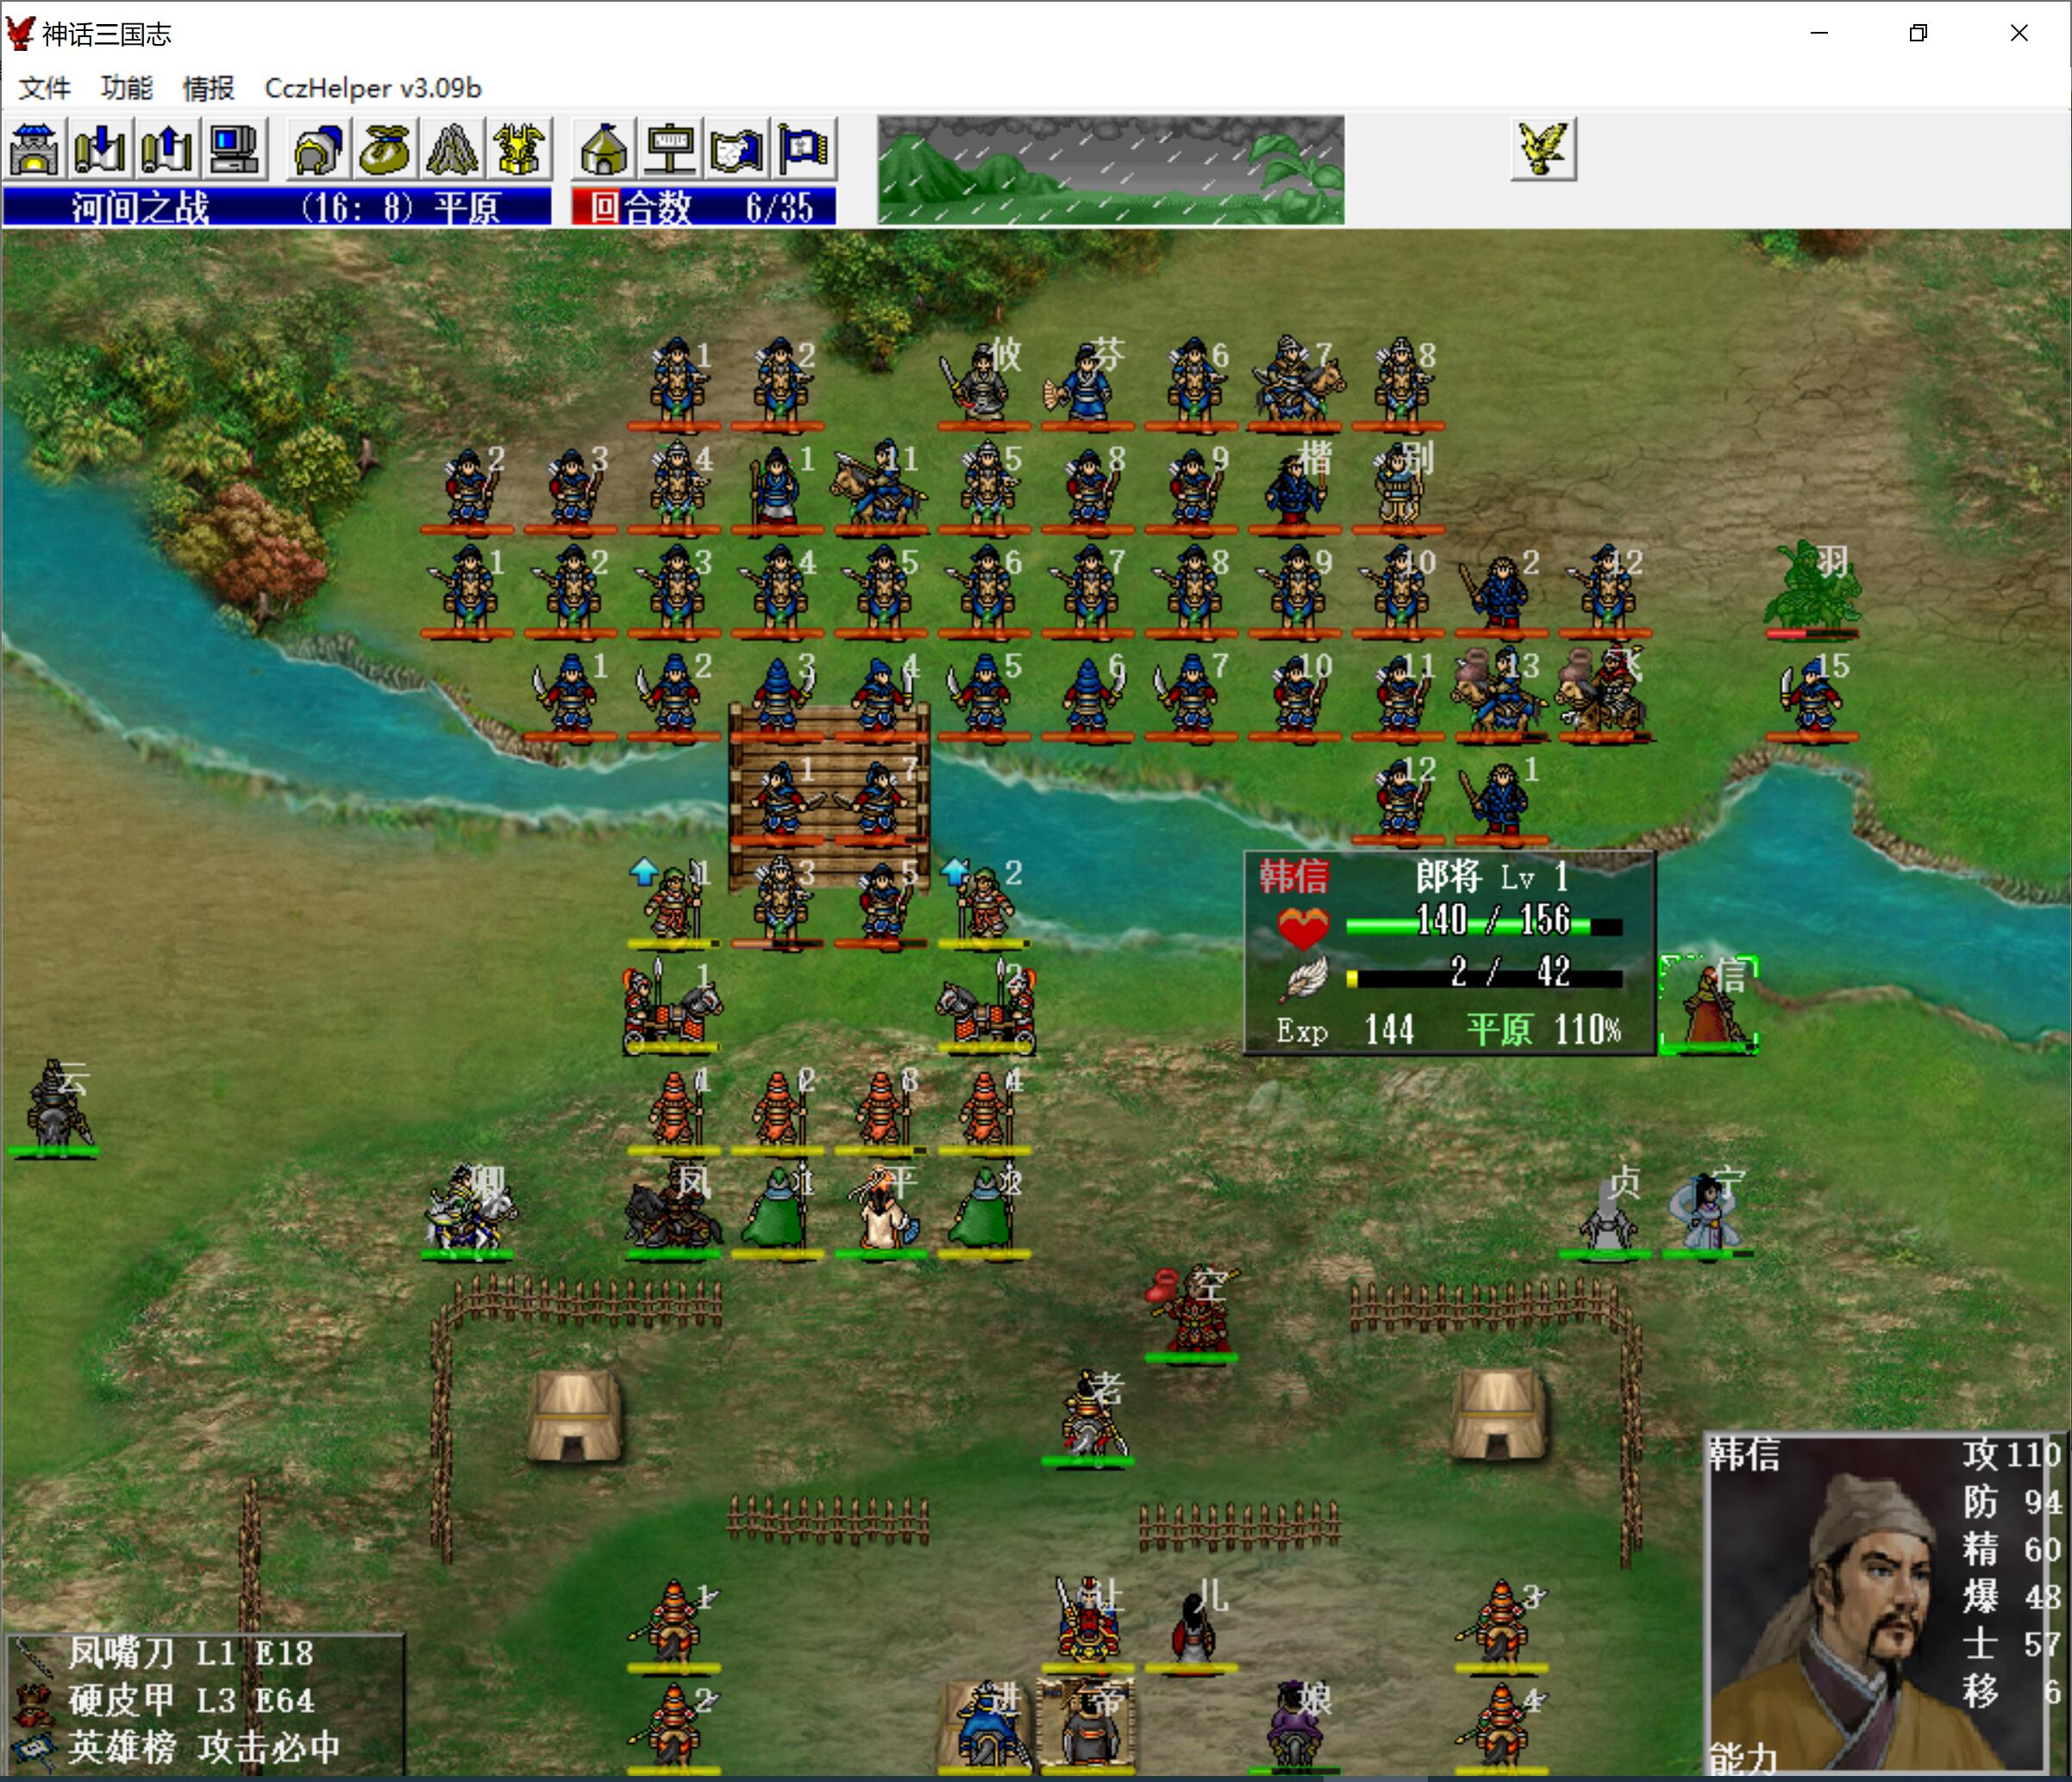 神话三国志
文件 功能 情报 CczHelper v3.09b
河间之战 (16: 8) 平原 回合数 6/35
1 2 攸 芬 6 7 8
2 3 4 1 11 5 8 9 楷 别
1 2 3 4 5 6 7 8 9 10 2 12 羽
1 2 3 4 5 6 7 10 11 13 飞 15
1 7 12 1
1 3 5 2
韩信 郎将 Lv 1
140 / 156
2 / 42
Exp 144 平原 110%
1 2 信
云 1 2 3 4
卿 凤 1 平 2 贞 宁
空
老
韩信 攻 110
防 94
精 60
爆 48
士 57
移 6
能力
1 让 儿 3
2 进 帝 娘 4
凤嘴刀 L1 E18
硬皮甲 L3 E64
英雄榜 攻击必中